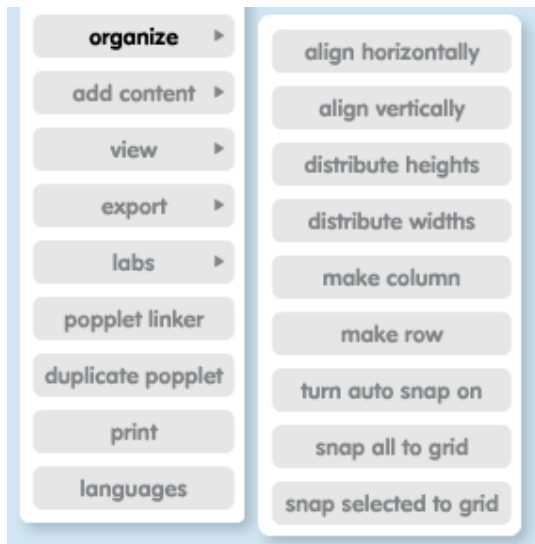 organize
add content
view
export
labs
popplet linker
duplicate popplet
print
languages
align horizontally
align vertically
distribute heights
distribute widths
make column
make row
turn auto snap on
snap all to grid
snap selected to grid